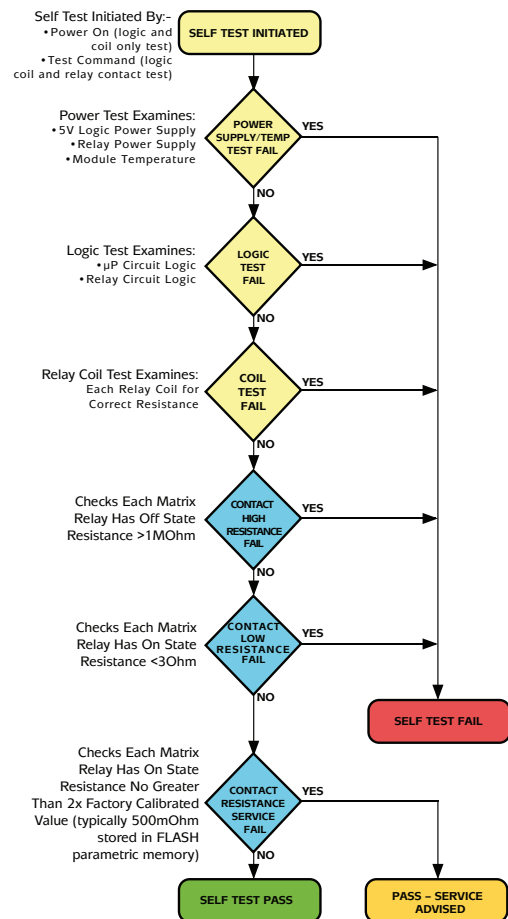 Self Test Initiated By:-
•Power On (logic and
coil only test)
•Test Command (logic
coil and relay contact test)
SELF TEST INITIATED
Power Test Examines:
•5V Logic Power Supply
•Relay Power Supply
•Module Temperature
POWER
SUPPLY/TEMP
TEST FAIL
YES
NO
Logic Test Examines:
•µP Circuit Logic
•Relay Circuit Logic
LOGIC
TEST
FAIL
YES
NO
Relay Coil Test Examines:
Each Relay Coil for
Correct Resistance
COIL
TEST
FAIL
YES
NO
Checks Each Matrix
Relay Has Off State
Resistance >1MOhm
CONTACT
HIGH
RESISTANCE
FAIL
YES
NO
Checks Each Matrix
Relay Has On State
Resistance <3Ohm
CONTACT
LOW
RESISTANCE
FAIL
YES
NO
SELF TEST FAIL
Checks Each Matrix
Relay Has On State
Resistance No Greater
Than 2x Factory Calibrated
Value (typically 500mOhm
stored in FLASH
parametric memory)
CONTACT
RESISTANCE
SERVICE
FAIL
YES
NO
SELF TEST PASS
PASS – SERVICE
ADVISED